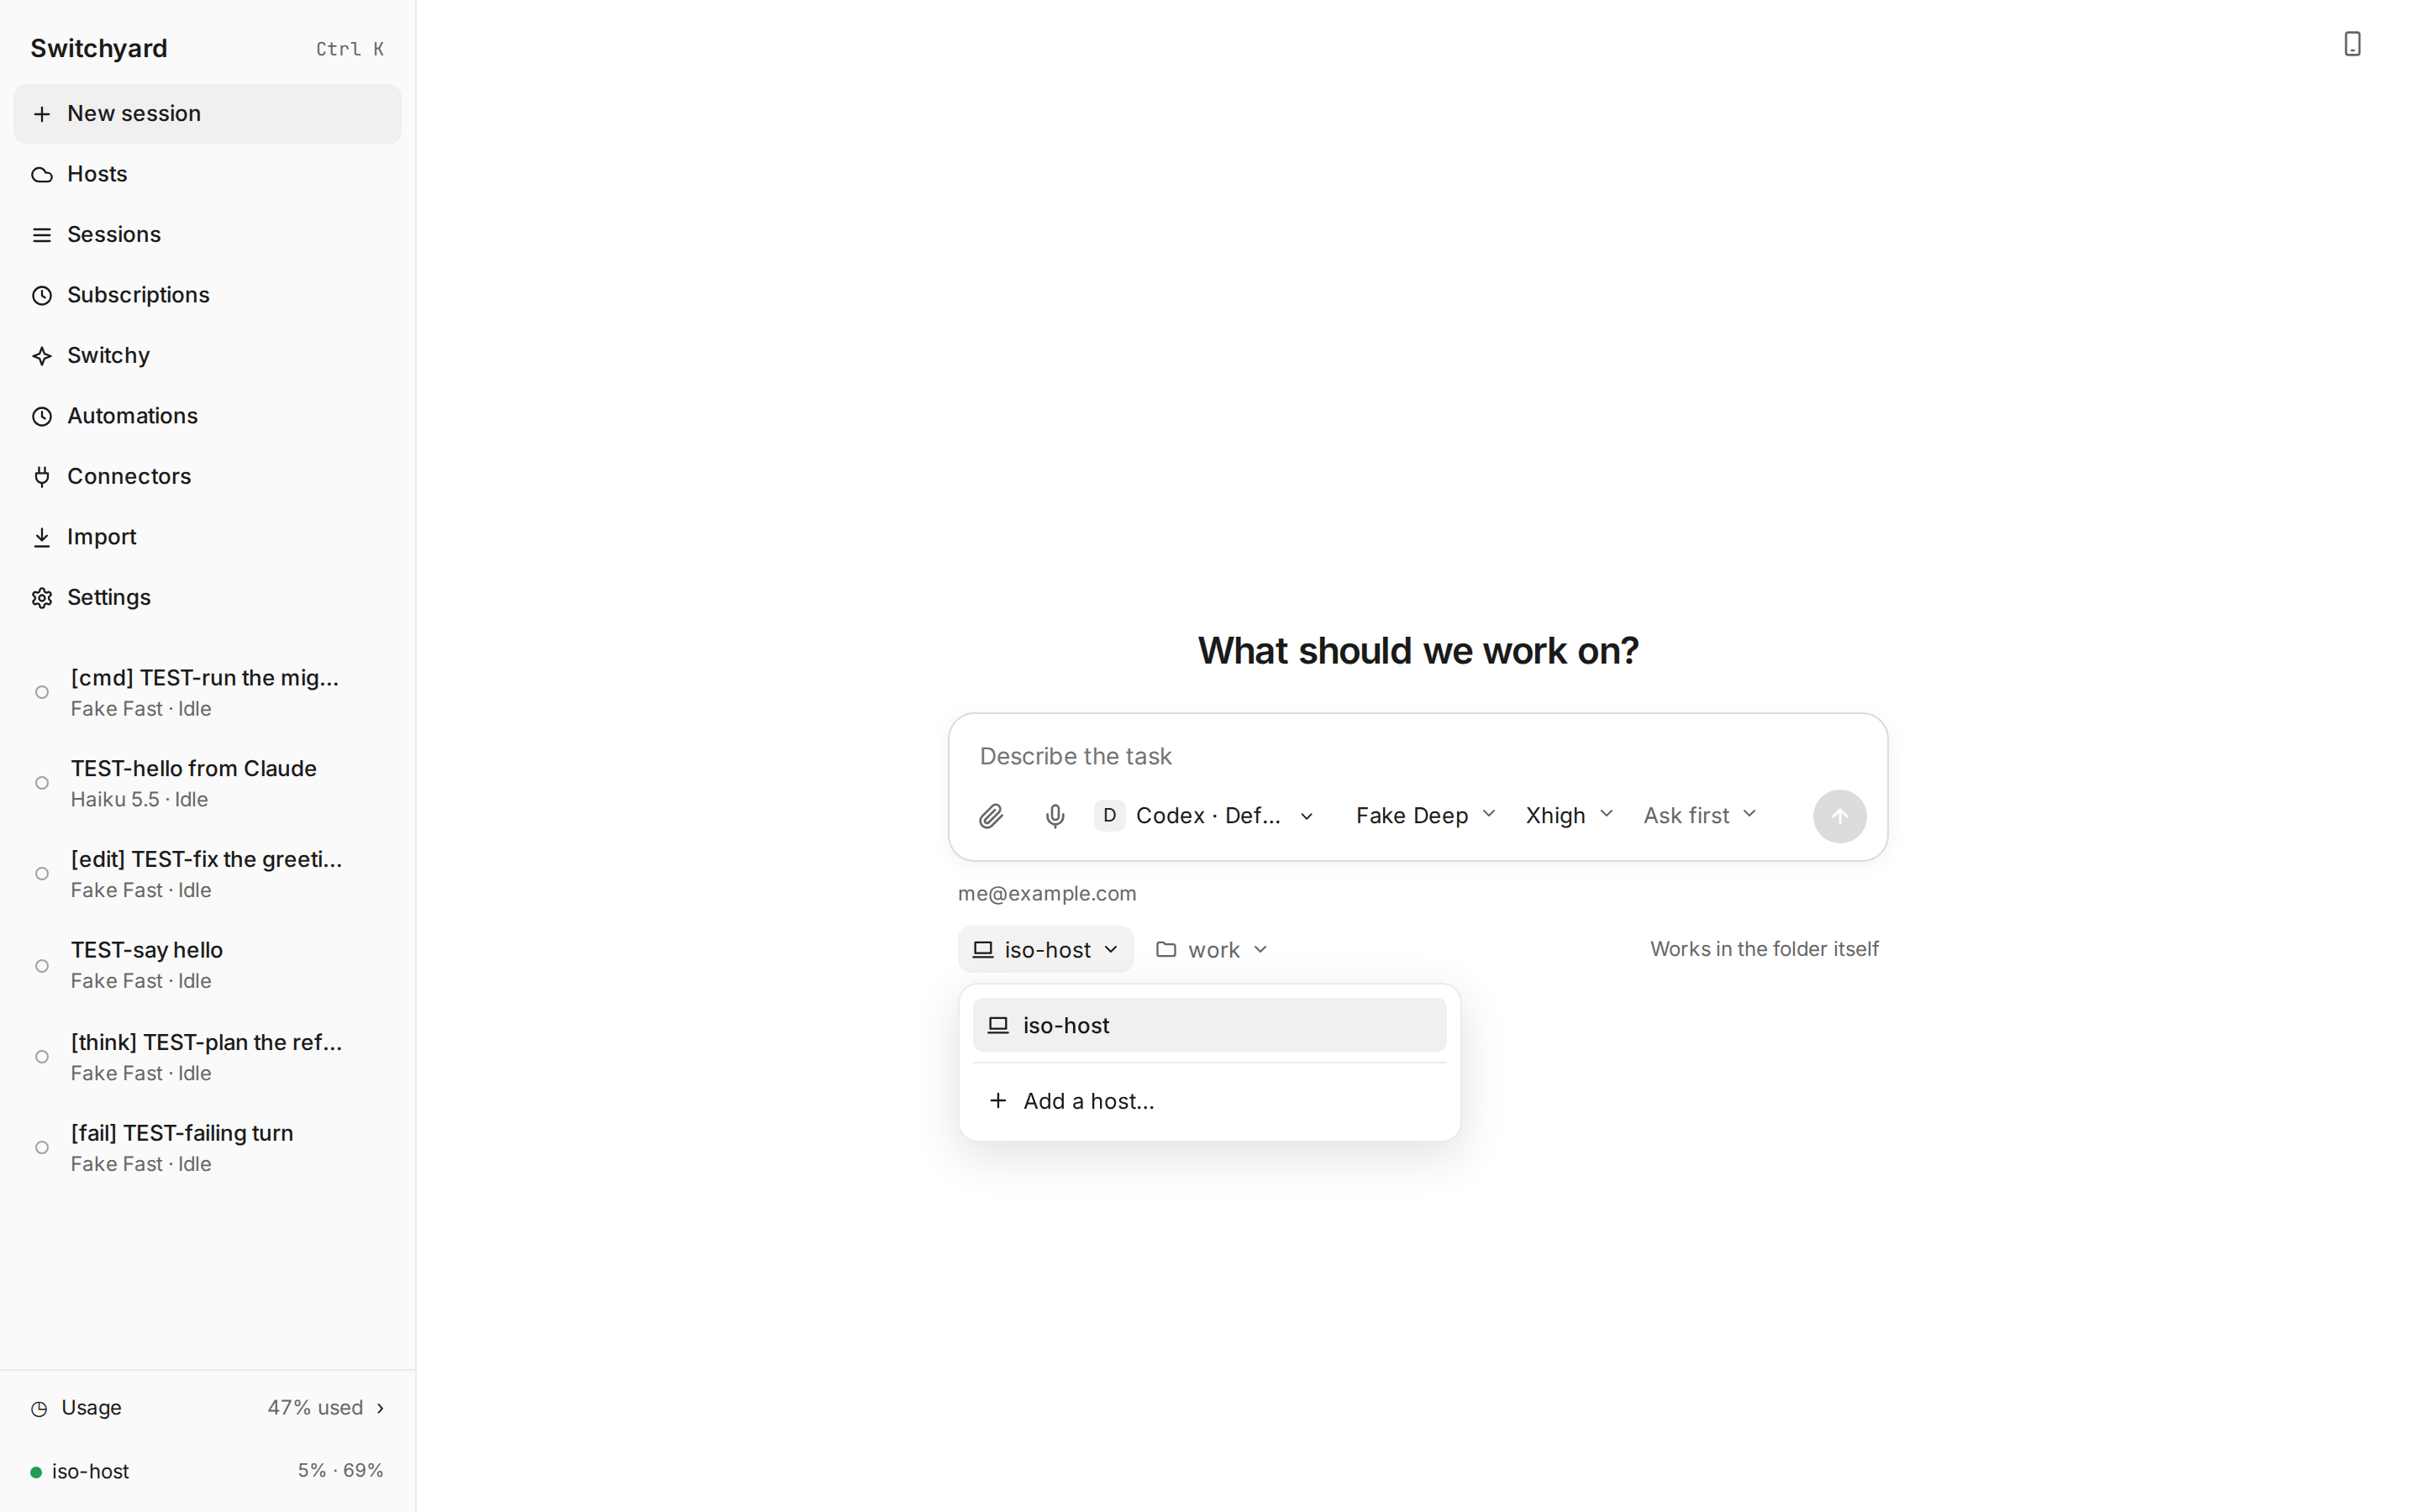 Switchyard Ctrl K
New session
Hosts
Sessions
Subscriptions
Switchy
Automations
Connectors
Import
Settings
[cmd] TEST-run the mig...
Fake Fast · Idle
TEST-hello from Claude
Haiku 5.5 · Idle
[edit] TEST-fix the greeti...
Fake Fast · Idle
TEST-say hello
Fake Fast · Idle
[think] TEST-plan the ref...
Fake Fast · Idle
[fail] TEST-failing turn
Fake Fast · Idle
Usage 47% used
iso-host 5% · 69%
What should we work on?
Describe the task
D Codex · Def... Fake Deep Xhigh Ask first
me@example.com
iso-host work Works in the folder itself
iso-host
Add a host...